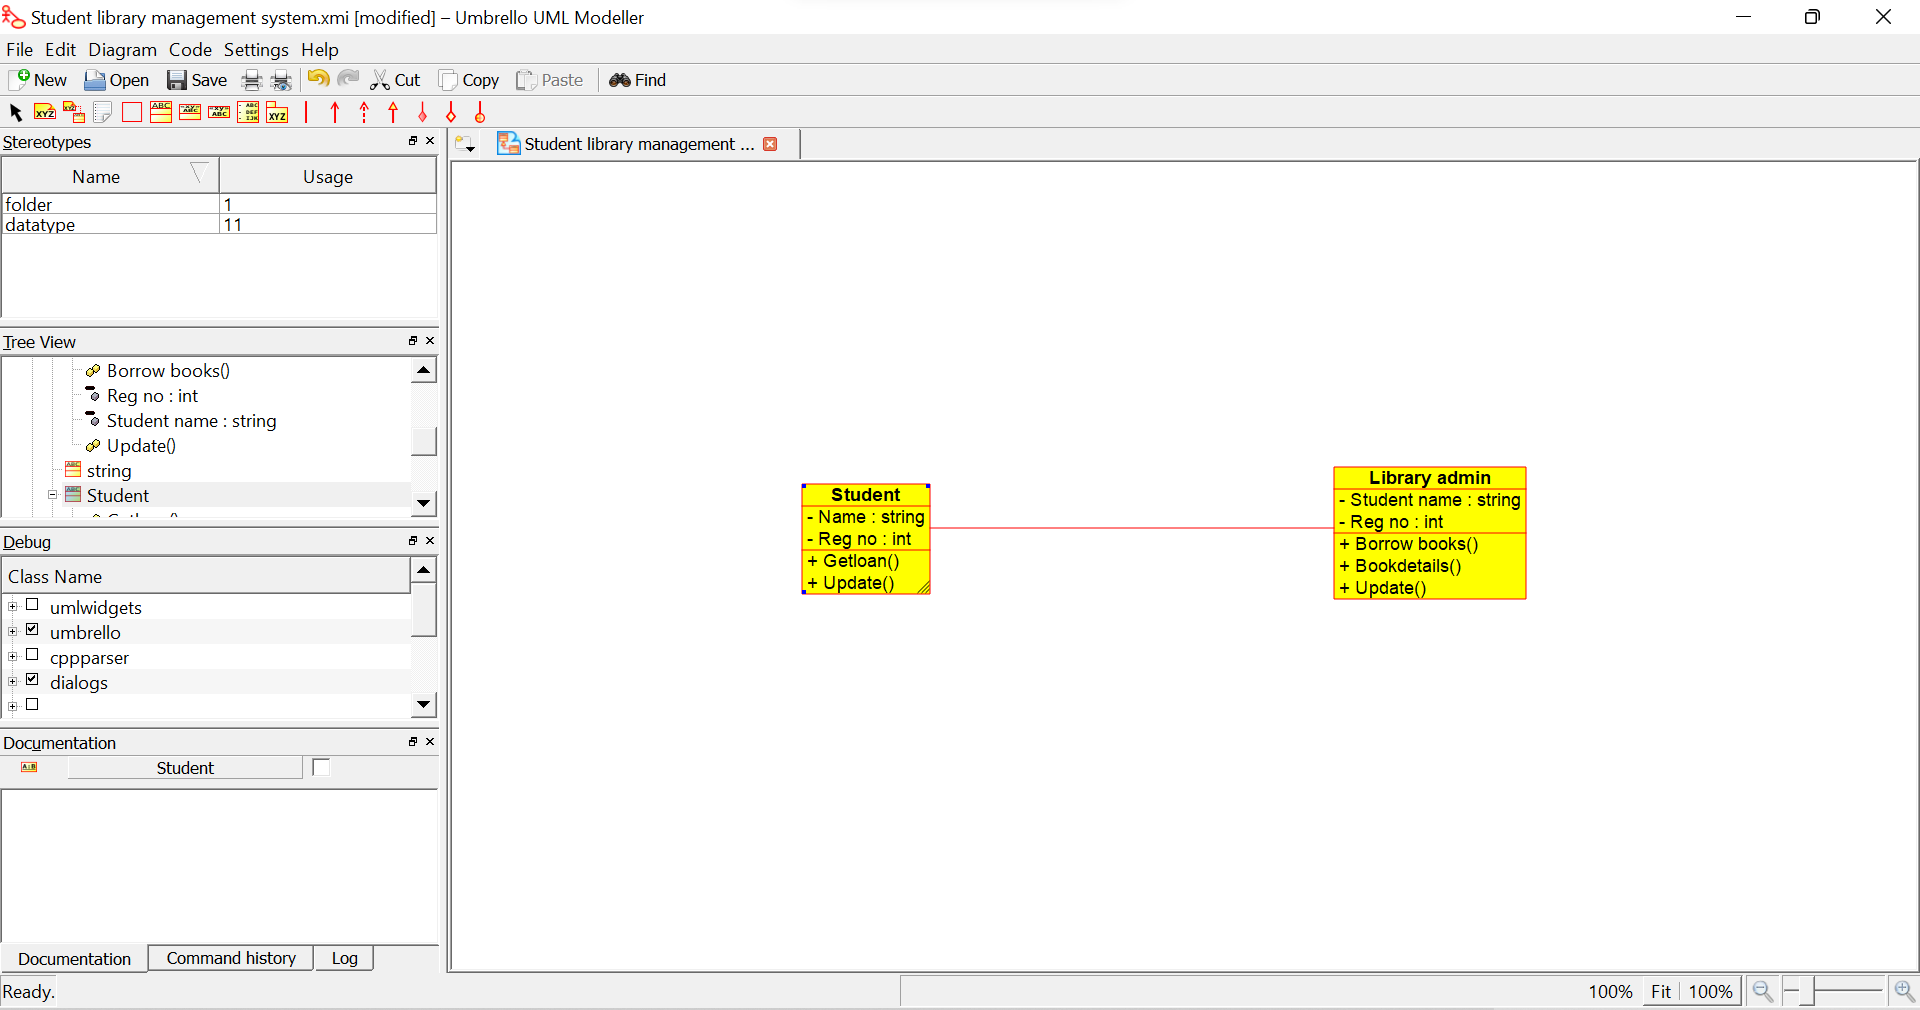 Student library management system.xmi [modified] – Umbrello UML Modeller
File Edit Diagram Code Settings Help
New Open Save Cut Copy Paste Find
Stereotypes
Name Usage
folder 1
datatype 11
Tree View
Borrow books()
Reg no : int
Student name : string
Update()
string
Student
Debug
Class Name
umlwidgets
umbrello
cppparser
dialogs
Documentation
Student
Documentation Command history Log
Ready.
Student library management ...
Student
- Name : string
- Reg no : int
+ Getloan()
+ Update()
Library admin
- Student name : string
- Reg no : int
+ Borrow books()
+ Bookdetails()
+ Update()
100% Fit 100%